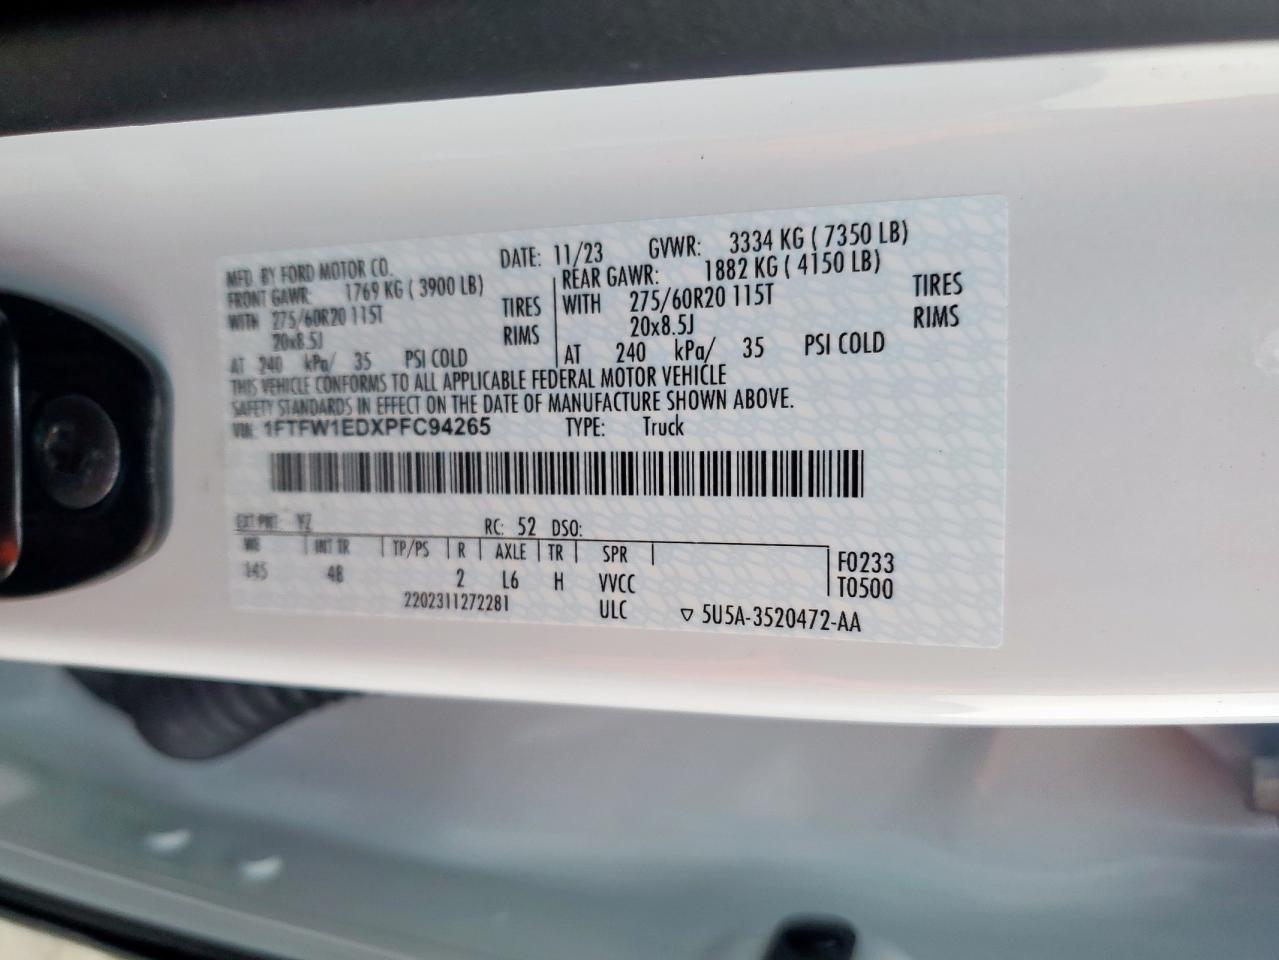 MFD. BY FORD MOTOR CO. DATE: 11/23 GVWR: 3334 KG ( 7350 LB)
FRONT GAWR: 1769 KG ( 3900 LB) REAR GAWR: 1882 KG ( 4150 LB)
WITH 275/60R20 115T TIRES WITH 275/60R20 115T TIRES
20x8.5J RIMS 20x8.5J RIMS
AT 240 kPa/ 35 PSI COLD AT 240 kPa/ 35 PSI COLD
THIS VEHICLE CONFORMS TO ALL APPLICABLE FEDERAL MOTOR VEHICLE
SAFETY STANDARDS IN EFFECT ON THE DATE OF MANUFACTURE SHOWN ABOVE.
VIN: 1FTFW1EDXPFC94265 TYPE: Truck
EXT PNT: YZ RC: 52 DSO:
WB INT TR TP/PS R AXLE TR SPR F0233
145 48 2 L6 H VVCC T0500
2202311272281 ULC ▽ 5U5A-3520472-AA